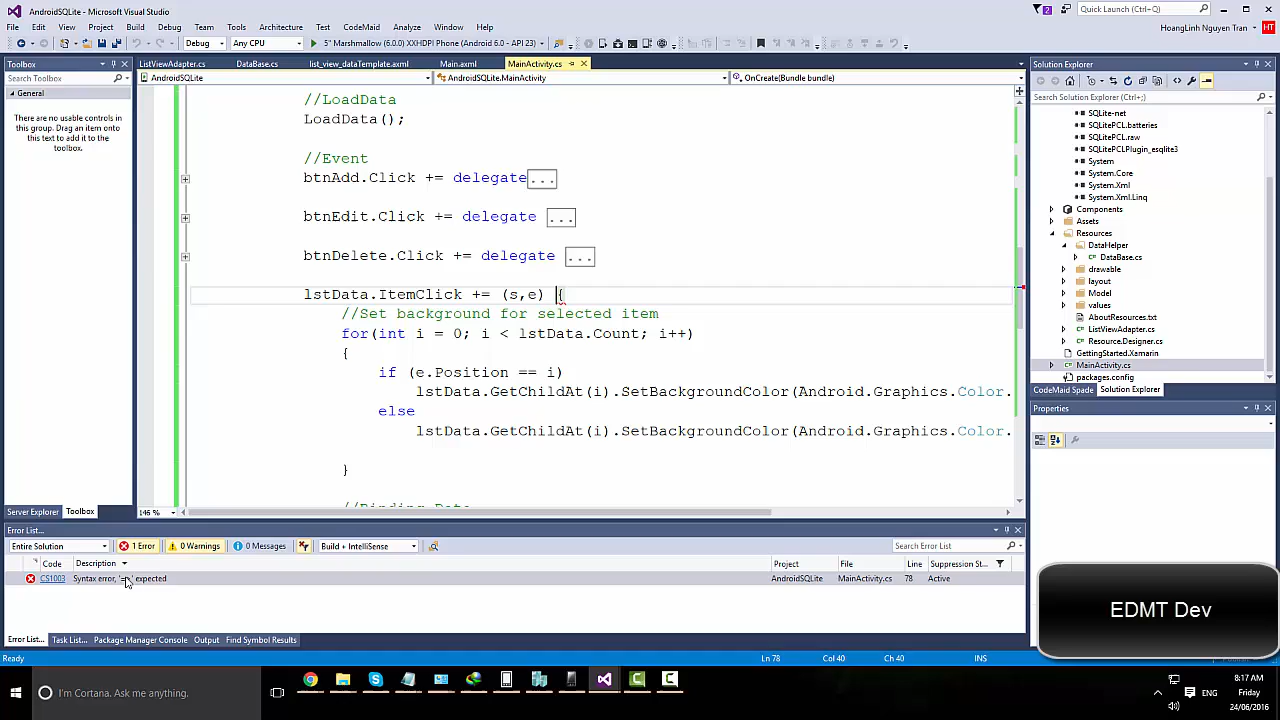 AndroidSQLite - Microsoft Visual Studio
2
Quick Launch (Ctrl+Q)
File Edit View Project Build Debug Team Tools Architecture Test CodeMaid Analyze Window Help
HoangLinh Nguyen Tran
HT
Debug Any CPU 5" Marshmallow (6.0.0) XXHDPI Phone (Android 6.0 - API 23)
Toolbox
Search Toolbox
General
There are no usable controls in
this group. Drag an item onto
this text to add it to the
toolbox.
Server Explorer Toolbox
ListViewAdapter.cs DataBase.cs list_view_dataTemplate.axml Main.axml MainActivity.cs
AndroidSQLite AndroidSQLite.MainActivity OnCreate(Bundle bundle)
//LoadData
LoadData();
//Event
btnAdd.Click += delegate...
btnEdit.Click += delegate ...
btnDelete.Click += delegate ...
lstData.ItemClick += (s,e) {
//Set background for selected item
for(int i = 0; i < lstData.Count; i++)
{
if (e.Position == i)
lstData.GetChildAt(i).SetBackgroundColor(Android.Graphics.Color.
else
lstData.GetChildAt(i).SetBackgroundColor(Android.Graphics.Color.
}
//Binding Data
146 %
Solution Explorer
Search Solution Explorer (Ctrl+;)
SQLite-net
SQLitePCL.batteries
SQLitePCL.raw
SQLitePCLPlugin_esqlite3
System
System.Core
System.Xml
System.Xml.Linq
Components
Assets
Resources
DataHelper
DataBase.cs
drawable
layout
Model
values
AboutResources.txt
ListViewAdapter.cs
Resource.Designer.cs
GettingStarted.Xamarin
MainActivity.cs
packages.config
CodeMaid Spade Solution Explorer
Properties
Error List...
Entire Solution 1 Error 0 Warnings 0 Messages Build + IntelliSense
Search Error List
Code Description Project File Line Suppression St...
CS1003 Syntax error, expected AndroidSQLite MainActivity.cs 78 Active
Error List... Task List... Package Manager Console Output Find Symbol Results
EDMT Dev
Ln 78 Col 40 Ch 40 INS
I'm Cortana. Ask me anything.
ENG
8:17 AM
Friday
24/06/2016